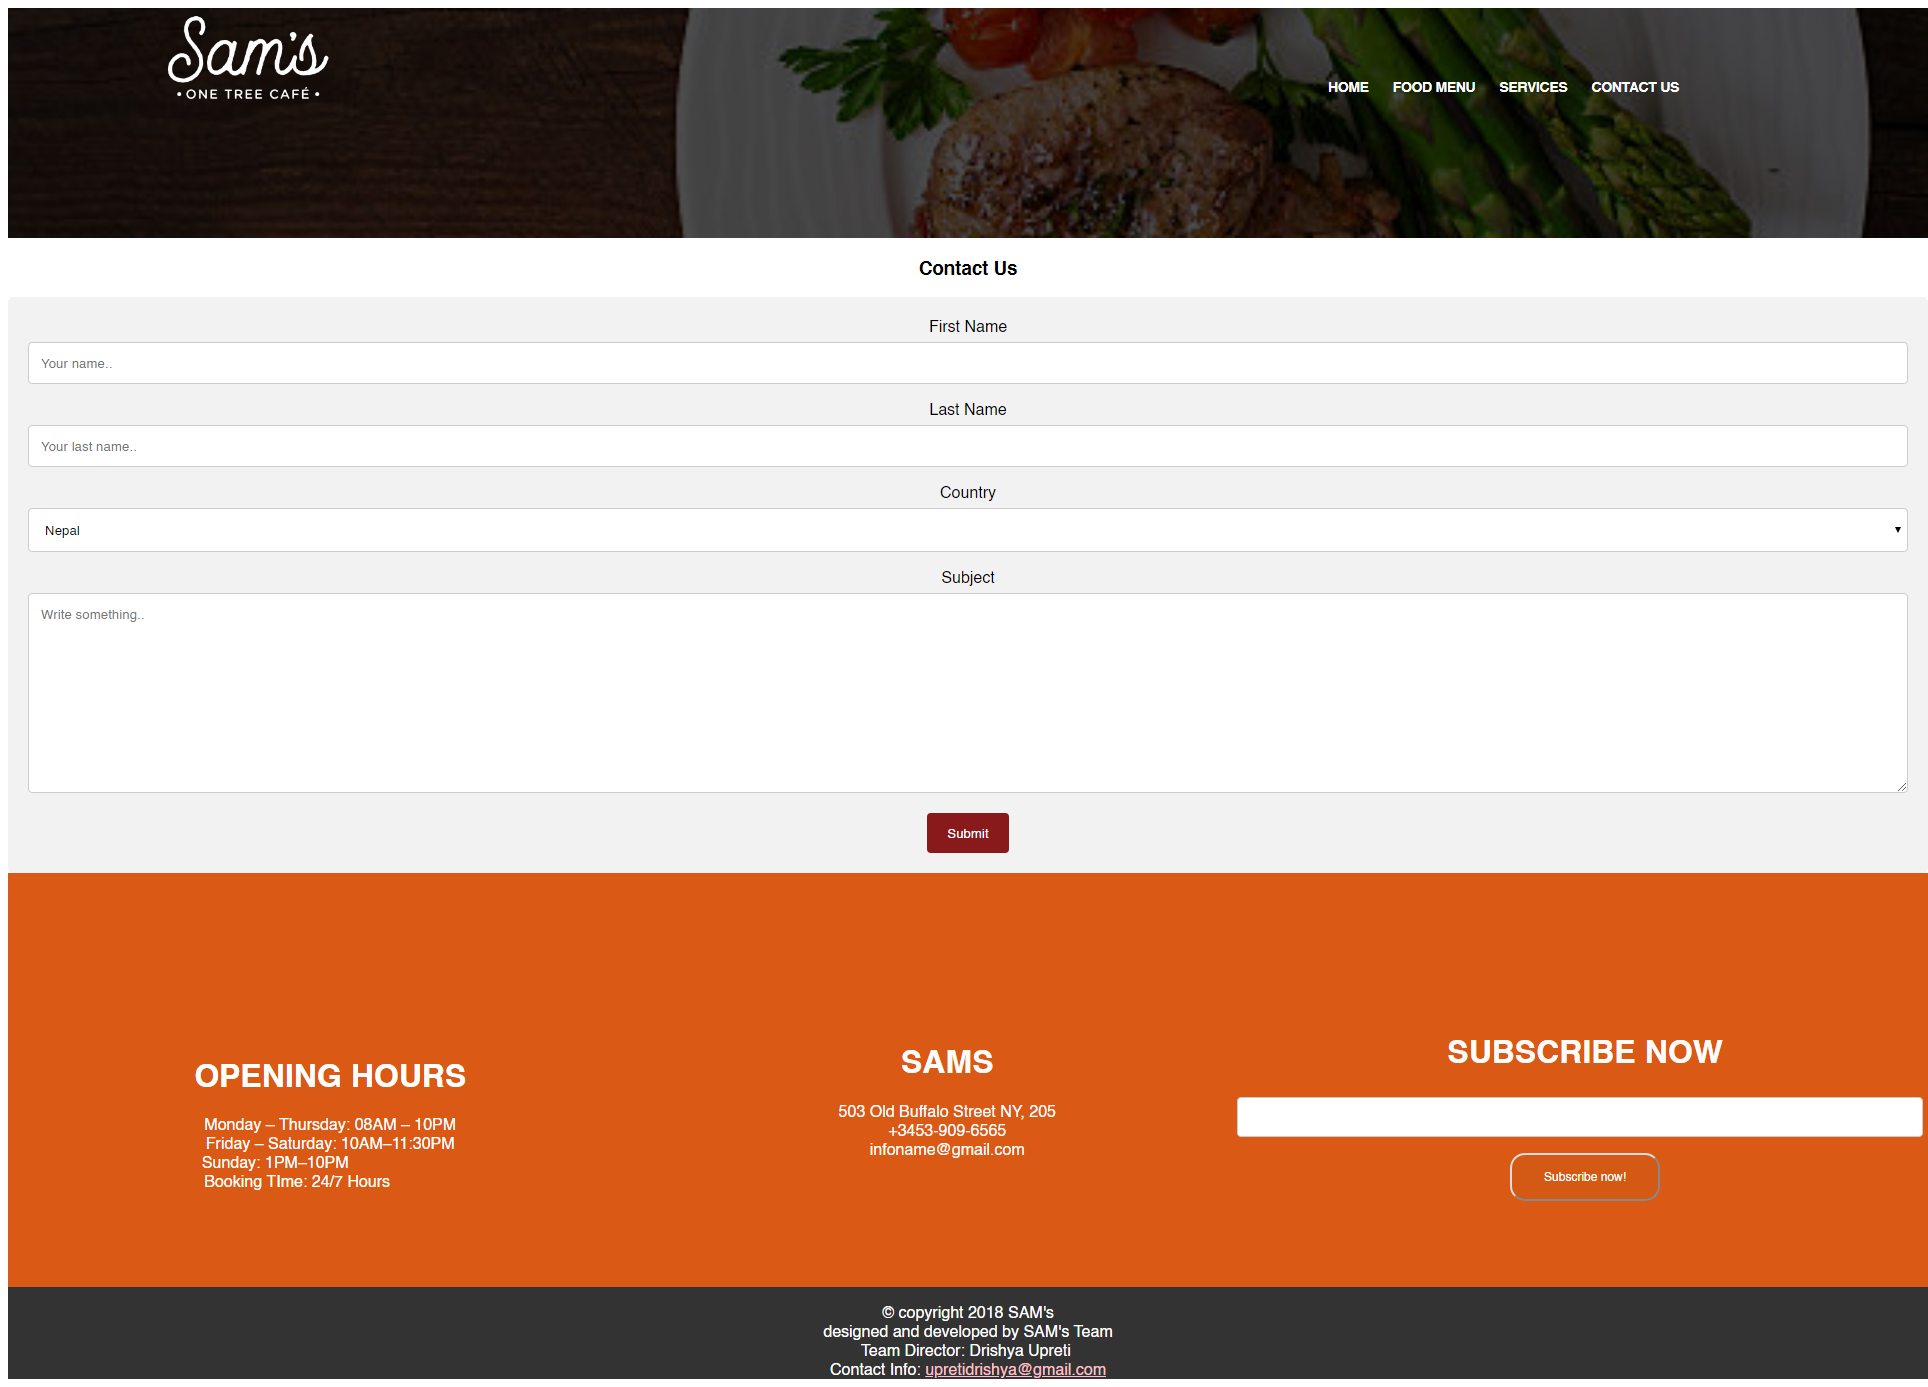 Sam's
• ONE TREE CAFÉ •
HOME FOOD MENU SERVICES CONTACT US
Contact Us
First Name
Your name..
Last Name
Your last name..
Country
Nepal
Subject
Write something..
Submit
OPENING HOURS
Monday – Thursday: 08AM – 10PM
Friday – Saturday: 10AM–11:30PM
Sunday: 1PM–10PM
Booking TIme: 24/7 Hours
SAMS
503 Old Buffalo Street NY, 205
+3453-909-6565
infoname@gmail.com
SUBSCRIBE NOW
Subscribe now!
© copyright 2018 SAM's
designed and developed by SAM's Team
Team Director: Drishya Upreti
Contact Info: upretidrishya@gmail.com